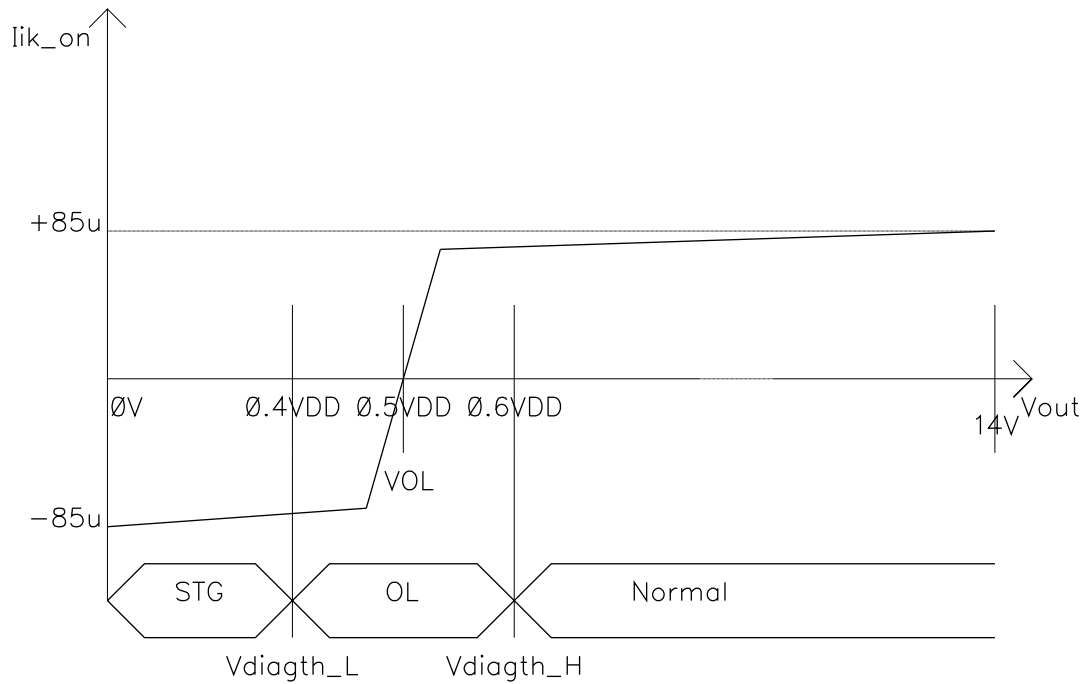 Iik_on
+85u
0V
0.4VDD
0.5VDD
0.6VDD
Vout
14V
VOL
-85u
STG
OL
Normal
Vdiagth_L
Vdiagth_H